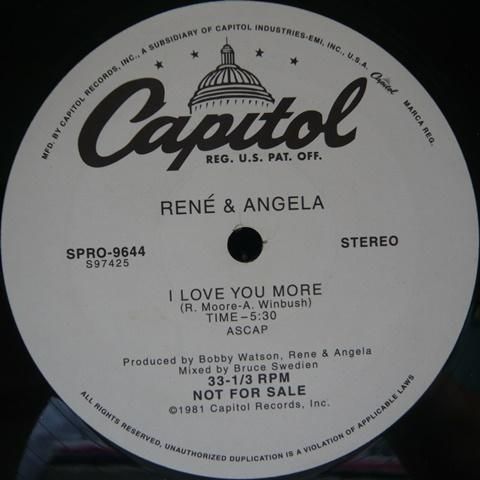 MFD. BY CAPITOL RECORDS, INC., A SUBSIDIARY OF CAPITOL INDUSTRIES-EMI, INC., U.S.A.
Capitol
MARCA REG.
Capitol
REG. U.S. PAT. OFF.
RENÉ & ANGELA
SPRO-9644
S97425
STEREO
I LOVE YOU MORE
(R. Moore-A. Winbush)
TIME–5:30
ASCAP
Produced by Bobby Watson, Rene & Angela
Mixed by Bruce Swedien
33-1/3 RPM
NOT FOR SALE
©1981 Capitol Records, Inc.
ALL RIGHTS RESERVED. UNAUTHORIZED DUPLICATION IS A VIOLATION OF APPLICABLE LAWS